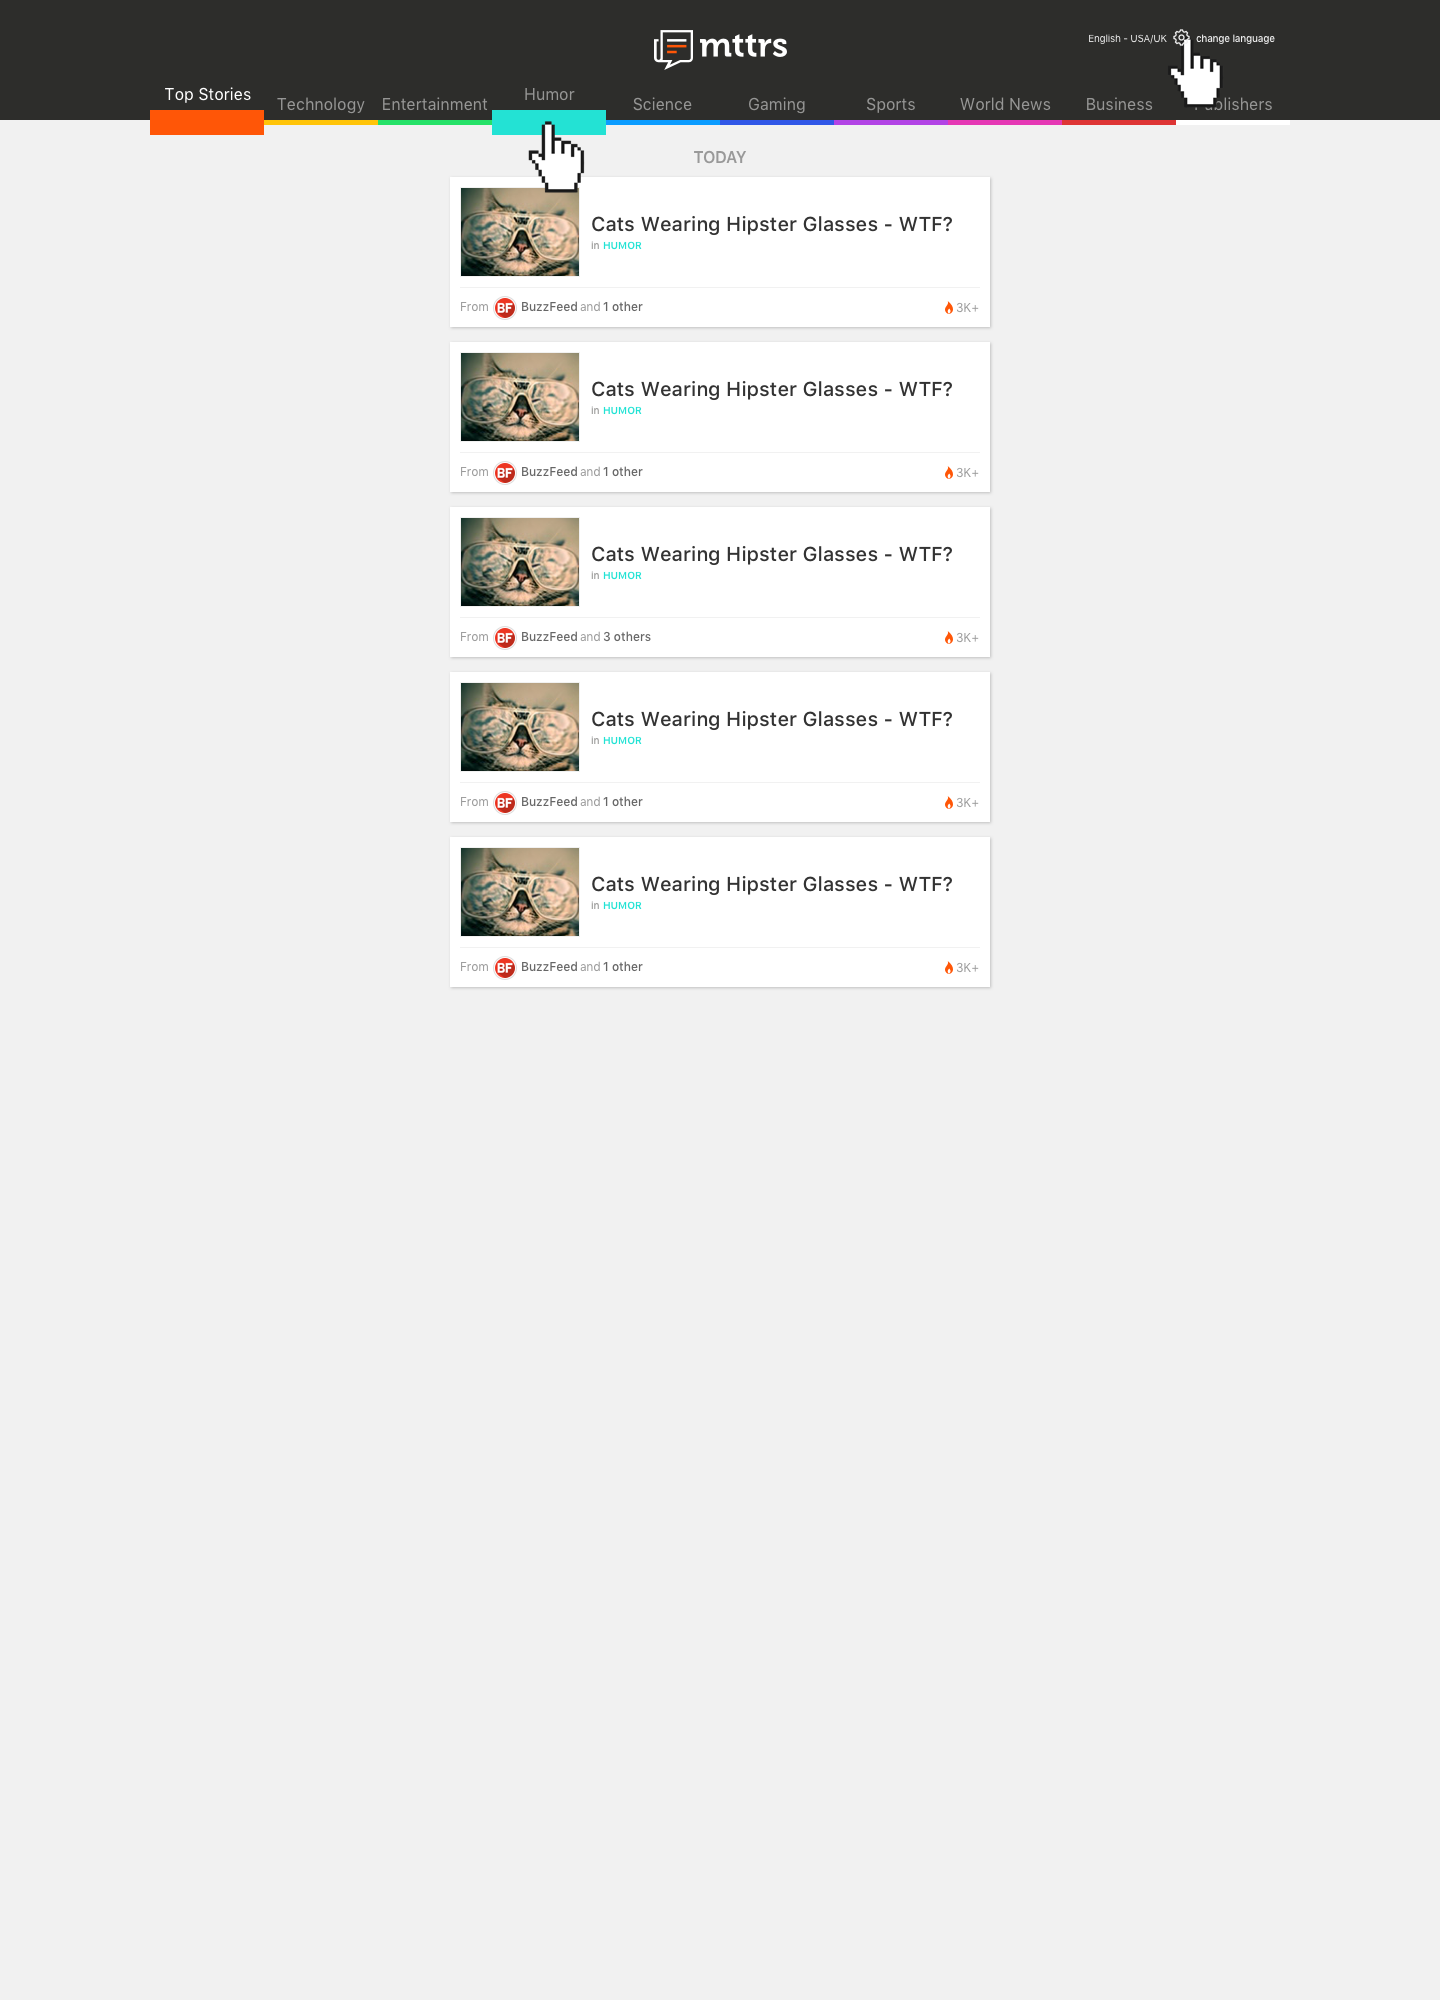 mttrs
English - USA/UK change language
Top Stories Technology Entertainment Humor Science Gaming Sports World News Business Publishers
TODAY
Cats Wearing Hipster Glasses - WTF?
in HUMOR
From BF BuzzFeed and 1 other 3K+
Cats Wearing Hipster Glasses - WTF?
in HUMOR
From BF BuzzFeed and 1 other 3K+
Cats Wearing Hipster Glasses - WTF?
in HUMOR
From BF BuzzFeed and 3 others 3K+
Cats Wearing Hipster Glasses - WTF?
in HUMOR
From BF BuzzFeed and 1 other 3K+
Cats Wearing Hipster Glasses - WTF?
in HUMOR
From BF BuzzFeed and 1 other 3K+